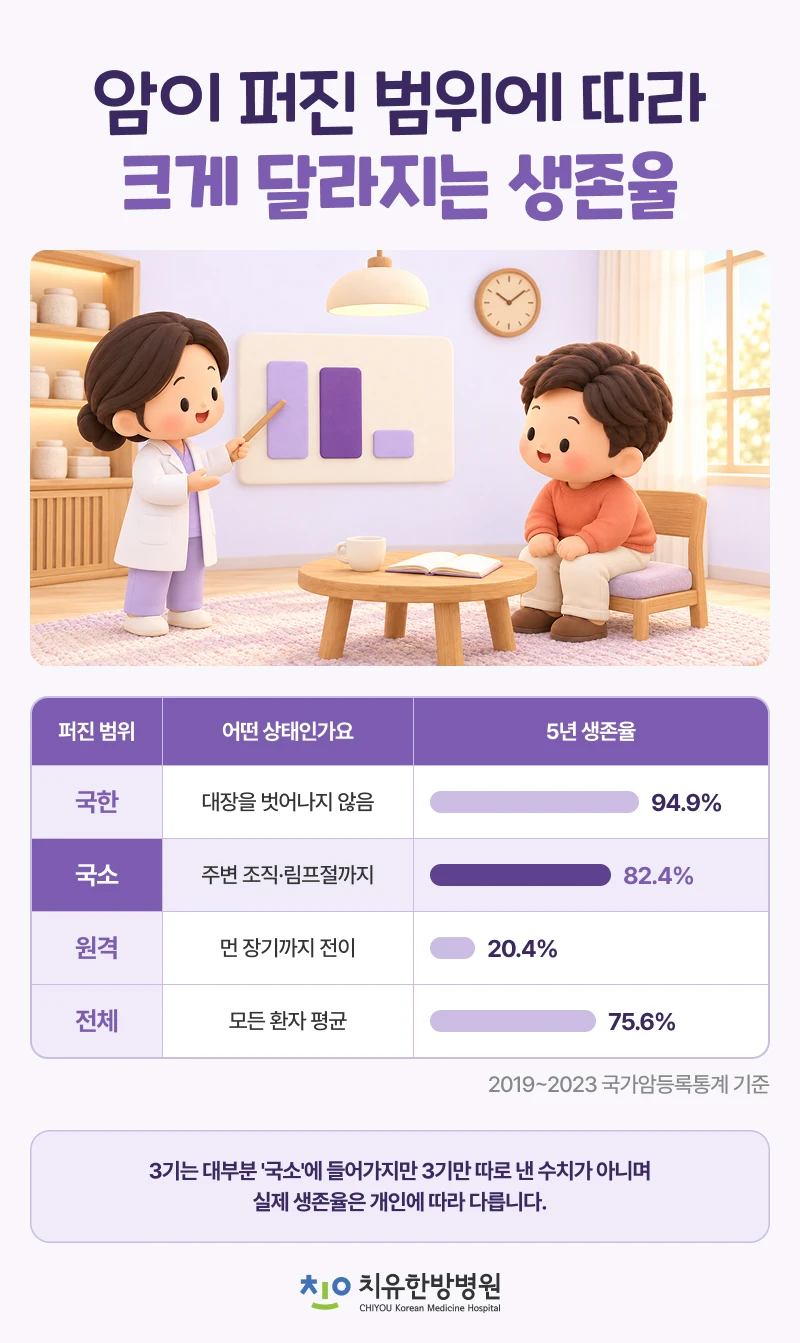 암이 퍼진 범위에 따라
크게 달라지는 생존율
퍼진 범위 어떤 상태인가요 5년 생존율
국한 대장을 벗어나지 않음 94.9%
국소 주변 조직·림프절까지 82.4%
원격 먼 장기까지 전이 20.4%
전체 모든 환자 평균 75.6%
2019~2023 국가암등록통계 기준
3기는 대부분 '국소'에 들어가지만 3기만 따로 낸 수치가 아니며
실제 생존율은 개인에 따라 다릅니다.
치유한방병원
CHIYOU Korean Medicine Hospital